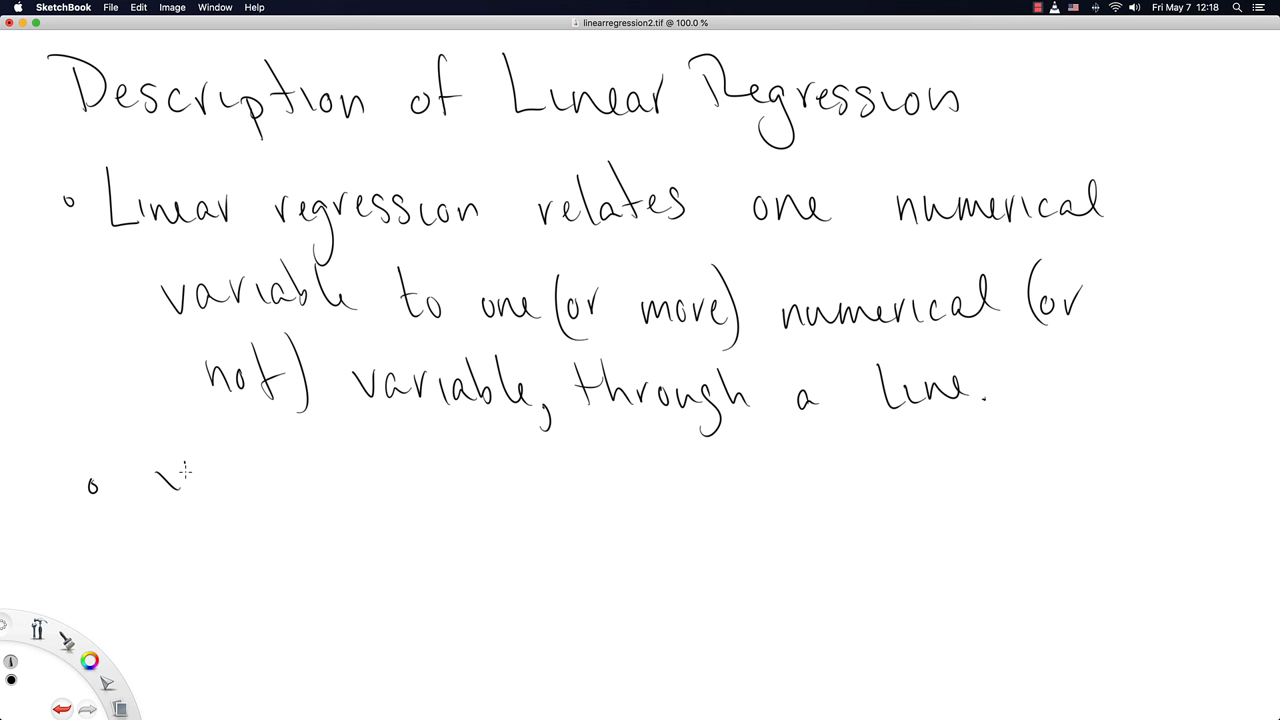 SketchBook File Edit Image Window Help Fri May 7 12:18
linearregression2.tif @ 100.0 %
Description of Linear Regression
Linear regression relates one numerical
variable to one (or more) numerical (or
not) variable, through a line.